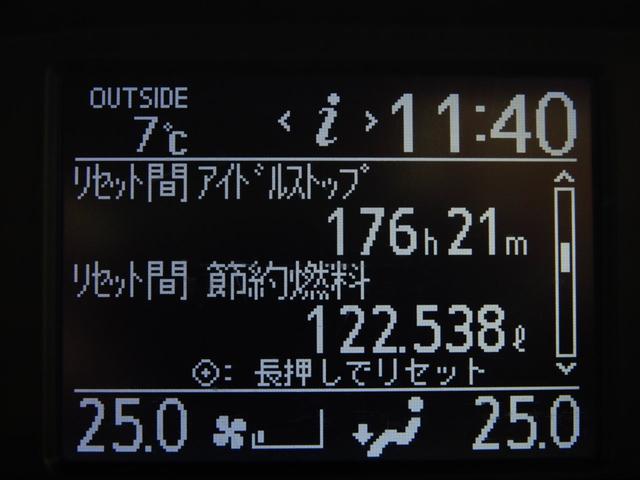 OUTSIDE
7℃ < i > 11:40
ﾘｾｯﾄ間 ｱｲﾄﾞﾙｽﾄｯﾌﾟ
176h21m
ﾘｾｯﾄ間 節約燃料
122.538ℓ
: 長押しでリセット
25.0 25.0